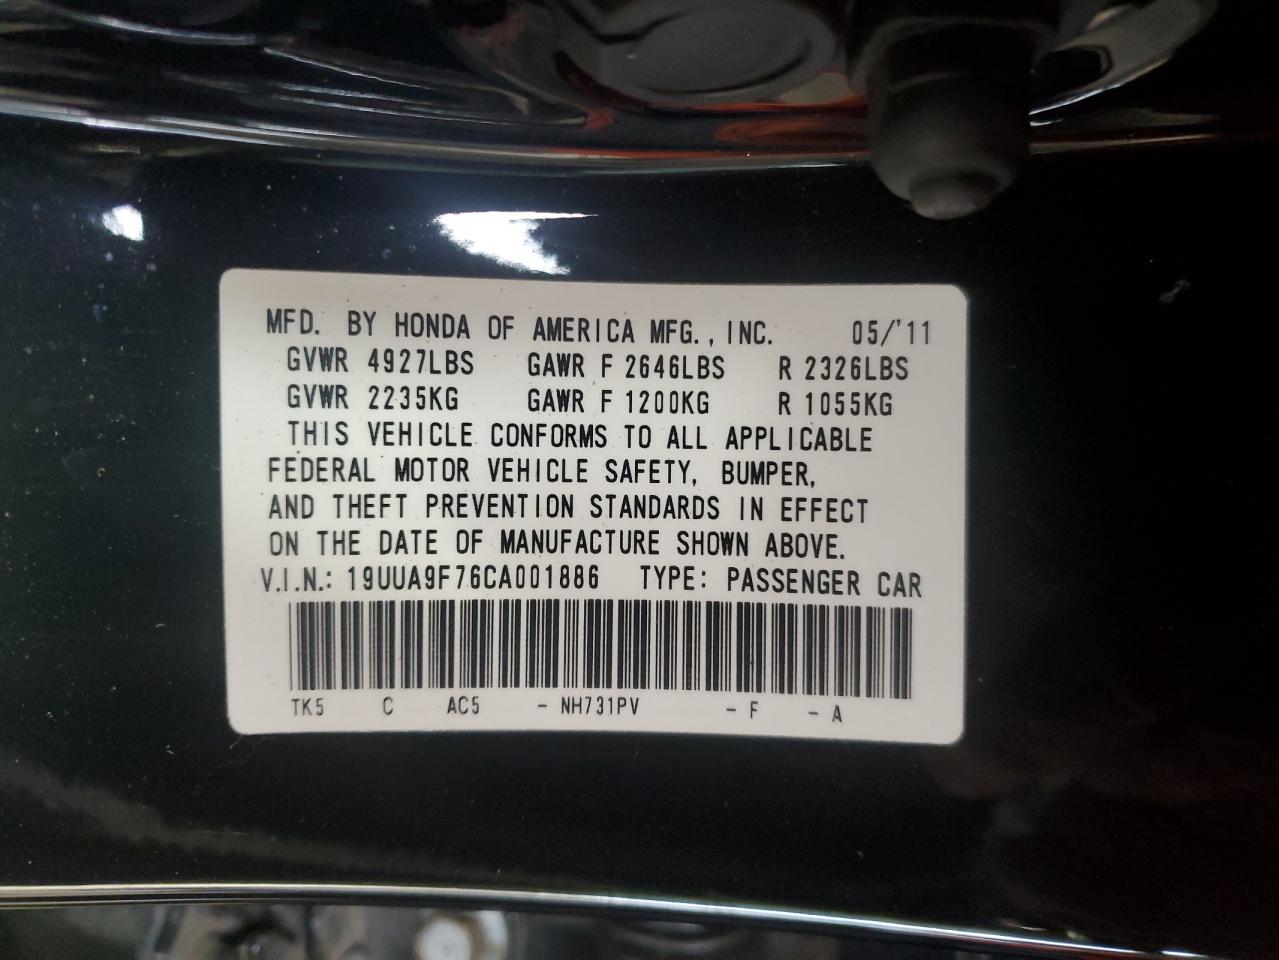 MFD. BY HONDA OF AMERICA MFG., INC. 05/'11
GVWR 4927LBS GAWR F 2646LBS R 2326LBS
GVWR 2235KG GAWR F 1200KG R 1055KG
THIS VEHICLE CONFORMS TO ALL APPLICABLE
FEDERAL MOTOR VEHICLE SAFETY, BUMPER,
AND THEFT PREVENTION STANDARDS IN EFFECT
ON THE DATE OF MANUFACTURE SHOWN ABOVE.
V.I.N.: 19UUA9F76CA001886 TYPE: PASSENGER CAR
TK5 C AC5 - NH731PV - F - A